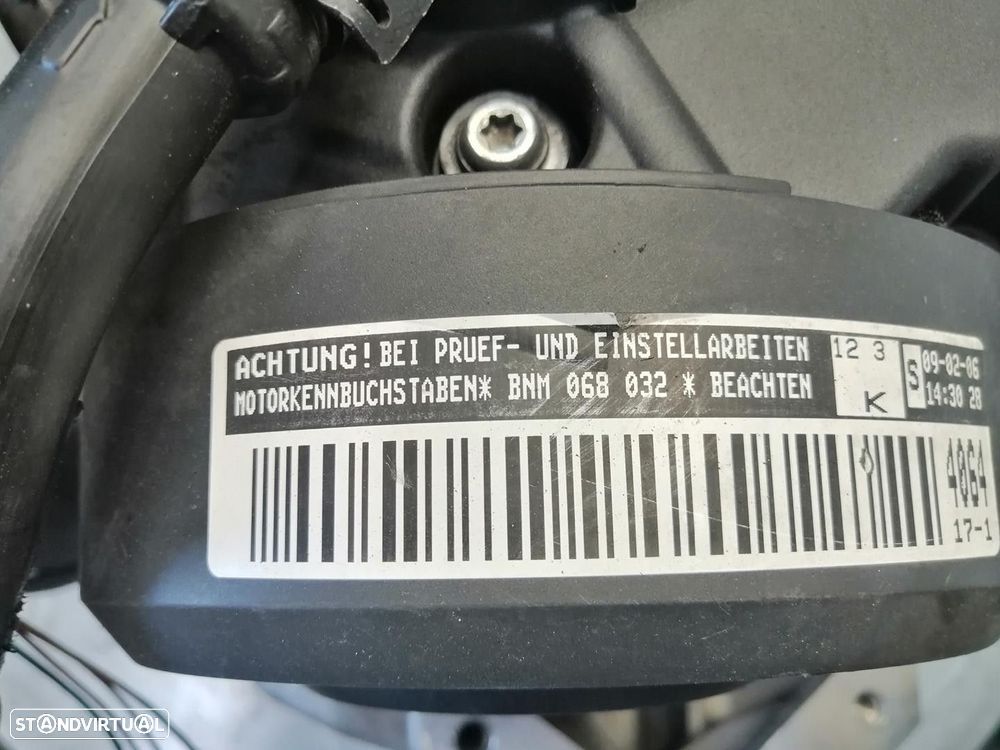 ACHTUNG! BEI PRUEF- UND EINSTELLARBEITEN
MOTORKENNBUCHSTABEN* BNM 068 032 * BEACHTEN
12 3
K
S
09-02-06
14:30 28
4064
17-1
STANDVIRTUAL